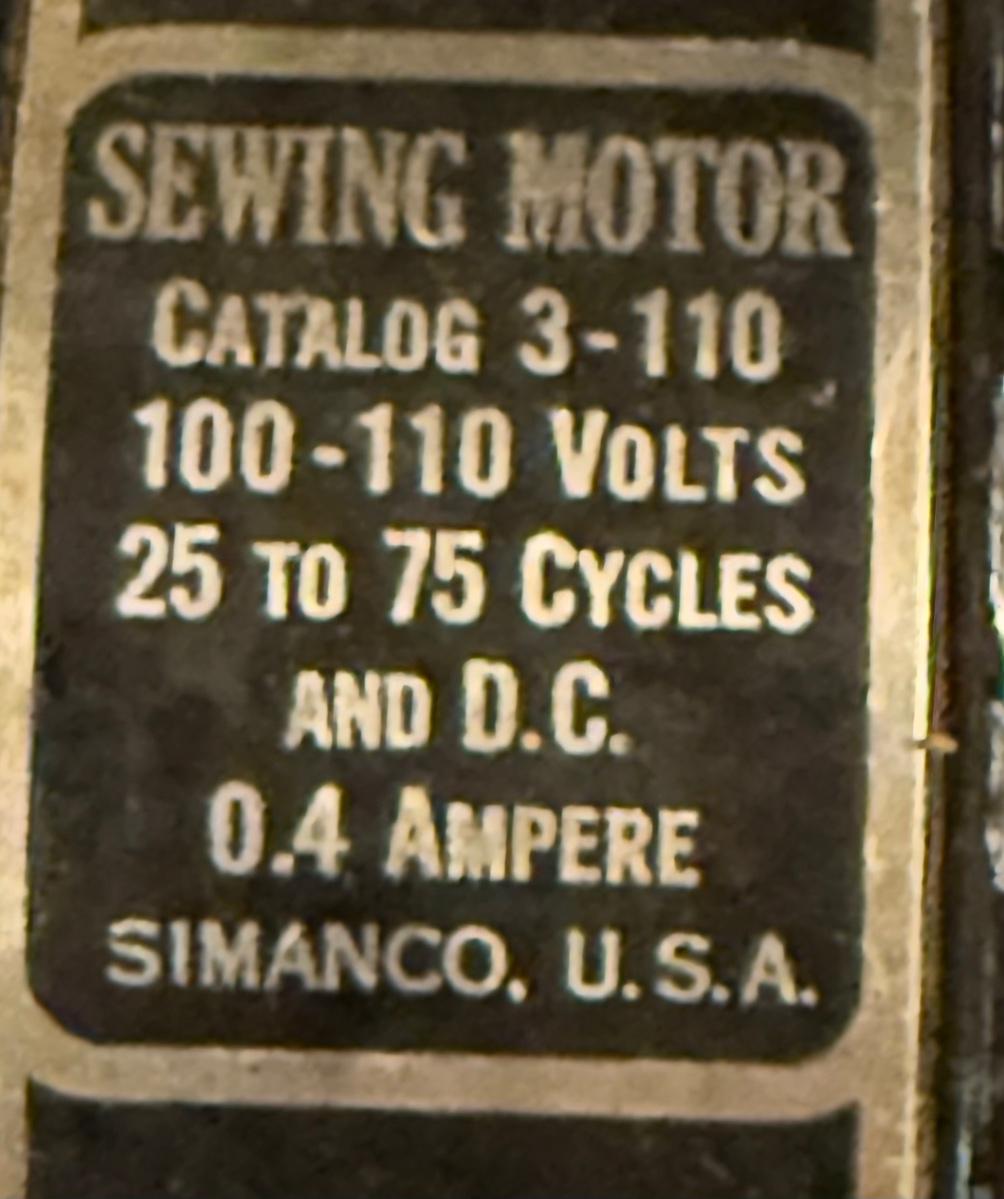 SEWING MOTOR
CATALOG 3-110
100-110 VOLTS
25 TO 75 CYCLES
AND D.C.
0.4 AMPERE
SIMANCO, U.S.A.